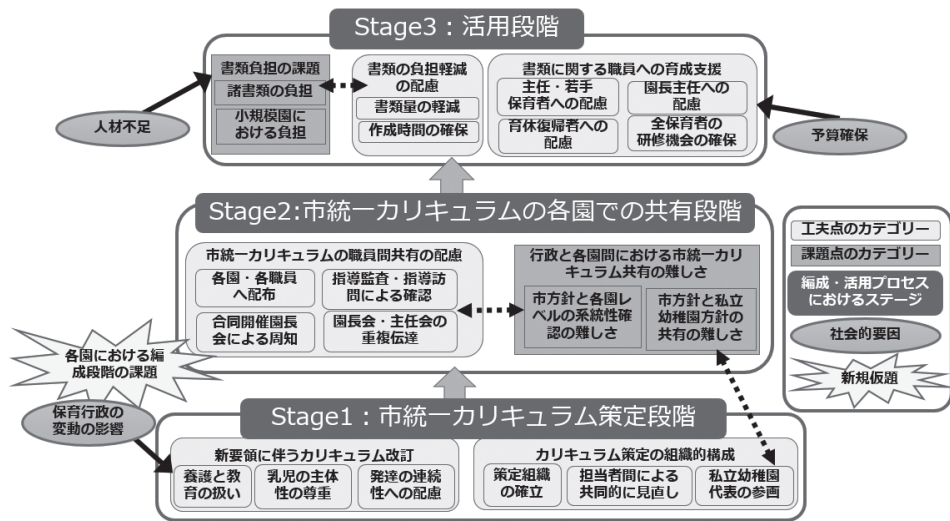 Stage3：活用段階
書類負担の課題
諸書類の負担
小規模園に
おける負担
書類の負担軽減
の配慮
書類量の軽減
作成時間の確保
書類に関する職員への育成支援
主任・若手
保育者への配慮
園長主任への
配慮
育休復帰者への
配慮
全保育者の
研修機会の確保
人材不足
予算確保
Stage2:市統一カリキュラムの各園での共有段階
市統一カリキュラムの職員間共有の配慮
各園・各職員
へ配布
指導監査・指導訪
問による確認
合同開催園長
会による周知
園長会・主任会の
重複伝達
行政と各園間における市統一カ
リキュラム共有の難しさ
市方針と各園レ
ベルの系統性確
認の難しさ
市方針と私立
幼稚園方針の
共有の難しさ
工夫点のカテゴリー
課題点のカテゴリー
編成・活用プロセス
におけるステージ
社会的要因
新規仮題
各園における編
成段階の課題
保育行政の
変動の影響
Stage1：市統一カリキュラム策定段階
新要領に伴うカリキュラム改訂
養護と教
育の扱い
乳児の主体
性の尊重
発達の連続
性への配慮
カリキュラム策定の組織的構成
策定組織
の確立
担当者間による
共同的に見直し
私立幼稚園
代表の参画